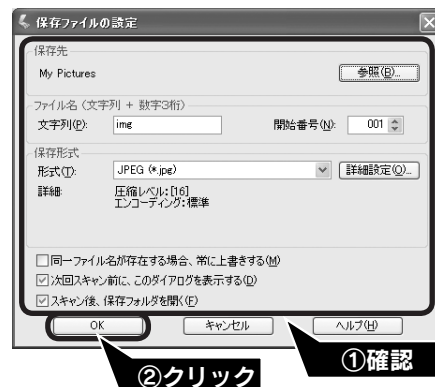 保存ファイルの設定
保存先
My Pictures
参照(B)...
ファイル名 (文字列 + 数字3桁)
文字列(P): img 開始番号(N): 001
保存形式
形式(T): JPEG (*.jpg) 詳細設定(O)...
詳細: 圧縮レベル:[16]
エンコーディング:標準
同一ファイル名が存在する場合、常に上書きする(M)
次回スキャン前に、このダイアログを表示する(D)
スキャン後、保存フォルダを開く(F)
OK キャンセル ヘルプ(H)
①確認
②クリック